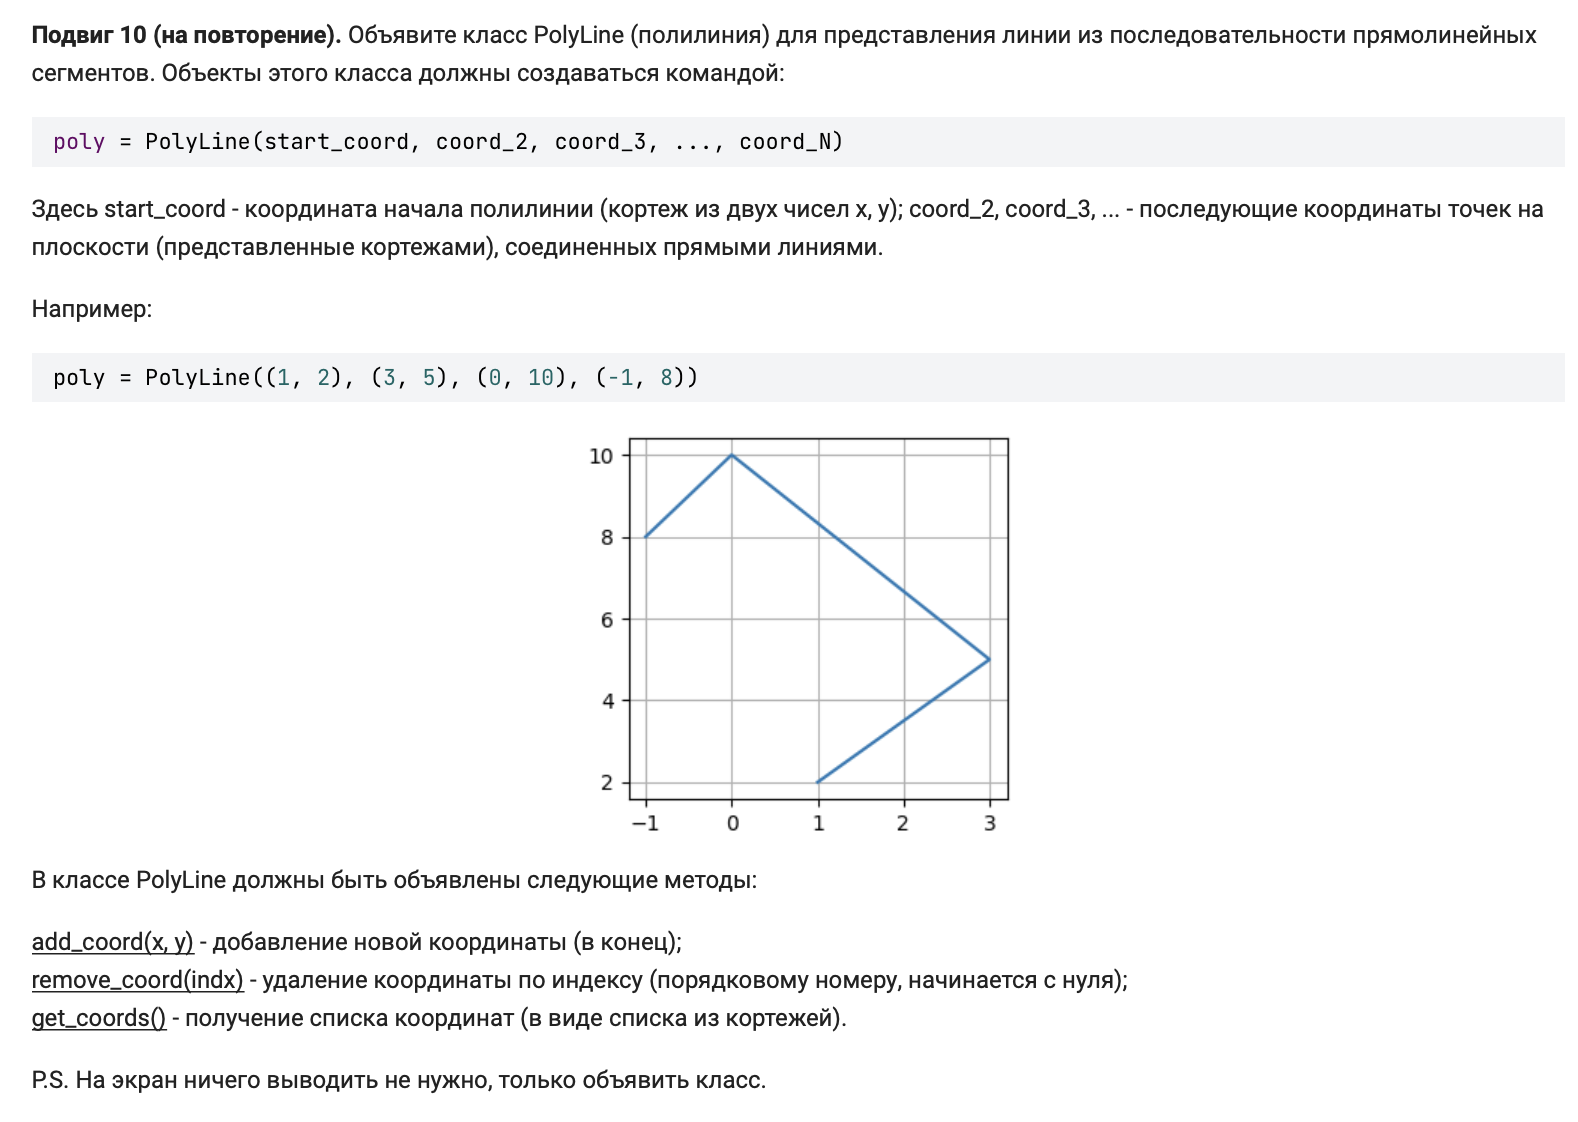 Подвиг 10 (на повторение). Объявите класс PolyLine (полилиния) для представления линии из последовательности прямолинейных
сегментов. Объекты этого класса должны создаваться командой:
poly = PolyLine(start_coord, coord_2, coord_3, ..., coord_N)
Здесь start_coord - координата начала полилинии (кортеж из двух чисел x, y); coord_2, coord_3, ... - последующие координаты точек на
плоскости (представленные кортежами), соединенных прямыми линиями.
Например:
poly = PolyLine((1, 2), (3, 5), (0, 10), (-1, 8))
10
8
6
4
2
−1 0 1 2 3
В классе PolyLine должны быть объявлены следующие методы:
add_coord(x, y) - добавление новой координаты (в конец);
remove_coord(indx) - удаление координаты по индексу (порядковому номеру, начинается с нуля);
get_coords() - получение списка координат (в виде списка из кортежей).
P.S. На экран ничего выводить не нужно, только объявить класс.